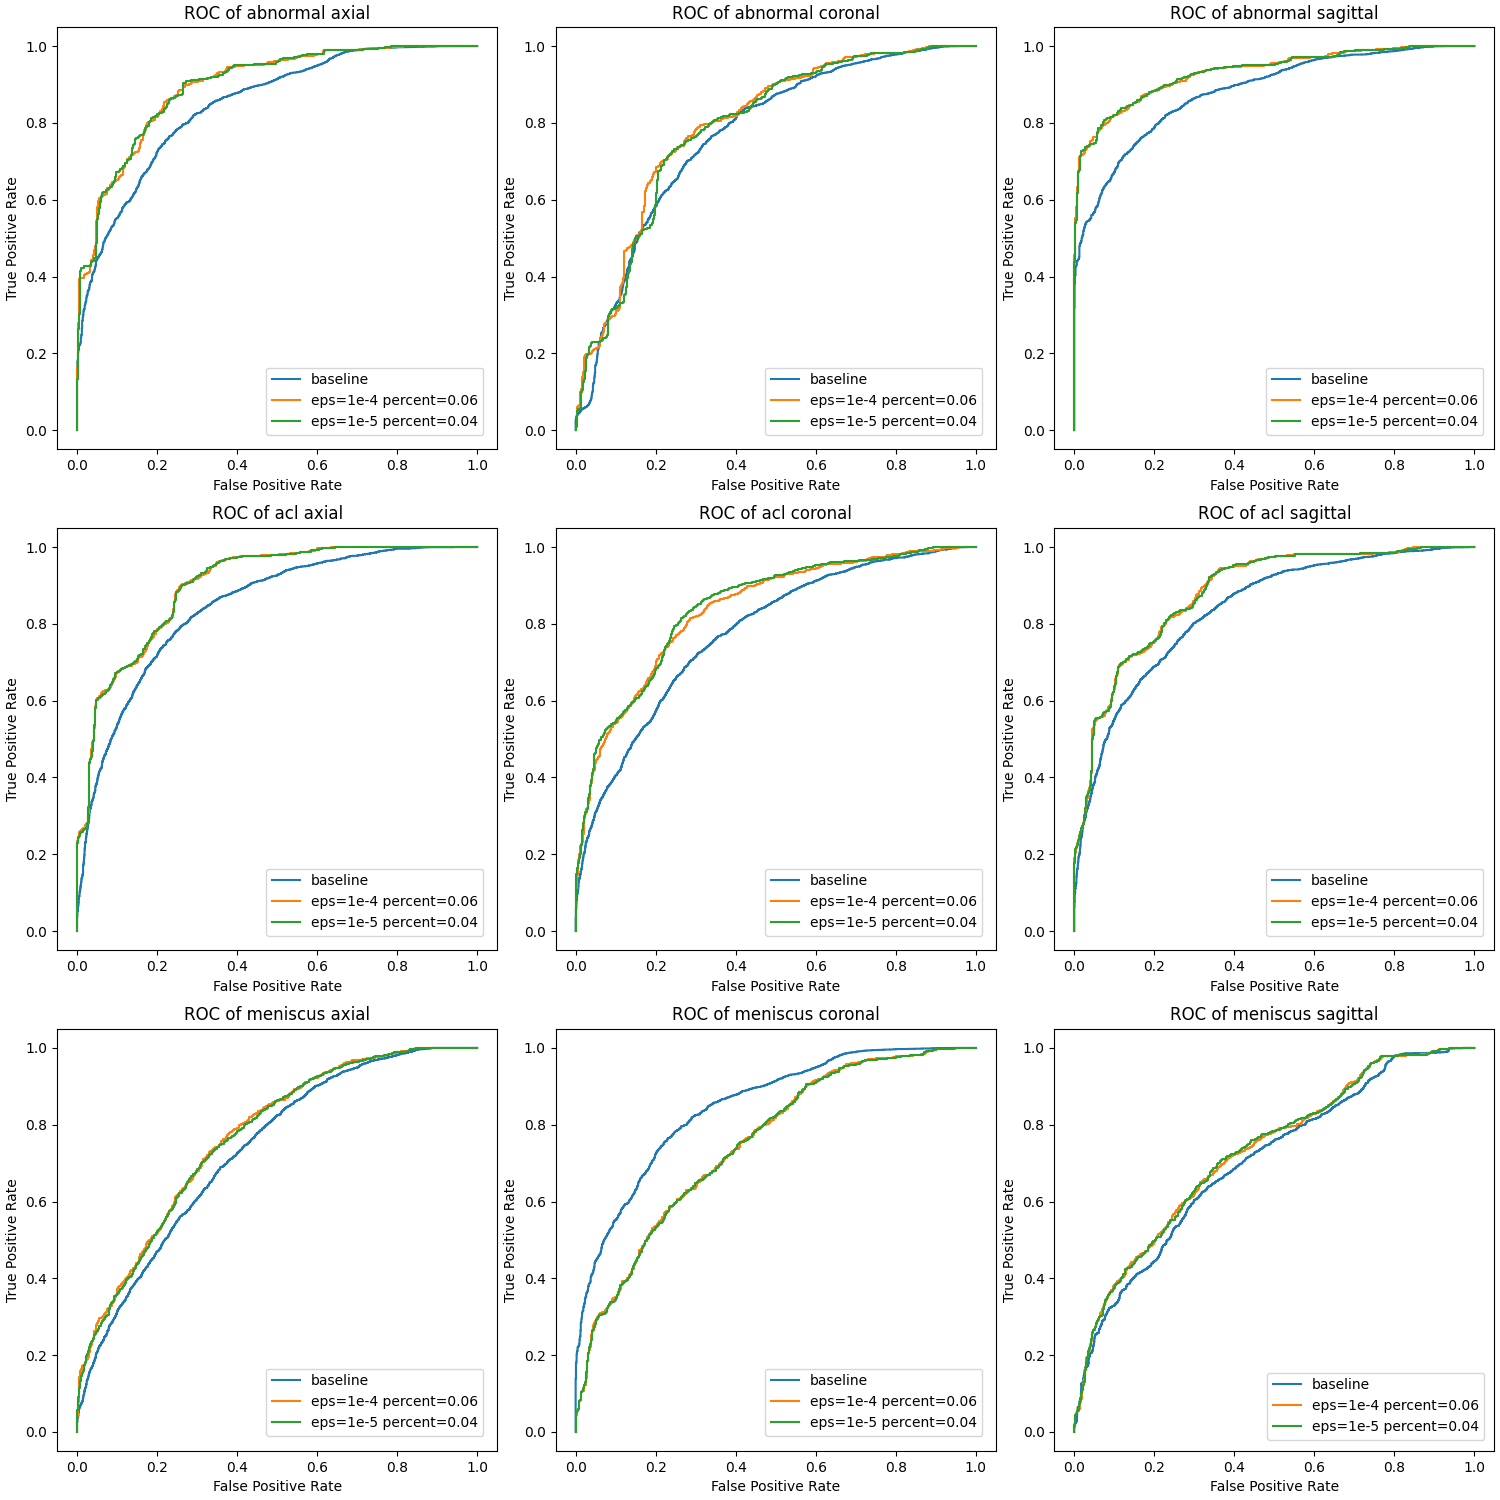 ROC of abnormal axial
True Positive Rate
1.0
0.8
0.6
0.4
0.2
0.0
baseline
eps=1e-4 percent=0.06
eps=1e-5 percent=0.04
0.0 0.2 0.4 0.6 0.8 1.0
False Positive Rate
ROC of abnormal coronal
True Positive Rate
1.0
0.8
0.6
0.4
0.2
0.0
baseline
eps=1e-4 percent=0.06
eps=1e-5 percent=0.04
0.0 0.2 0.4 0.6 0.8 1.0
False Positive Rate
ROC of abnormal sagittal
True Positive Rate
1.0
0.8
0.6
0.4
0.2
0.0
baseline
eps=1e-4 percent=0.06
eps=1e-5 percent=0.04
0.0 0.2 0.4 0.6 0.8 1.0
False Positive Rate
ROC of acl axial
True Positive Rate
1.0
0.8
0.6
0.4
0.2
0.0
baseline
eps=1e-4 percent=0.06
eps=1e-5 percent=0.04
0.0 0.2 0.4 0.6 0.8 1.0
False Positive Rate
ROC of acl coronal
True Positive Rate
1.0
0.8
0.6
0.4
0.2
0.0
baseline
eps=1e-4 percent=0.06
eps=1e-5 percent=0.04
0.0 0.2 0.4 0.6 0.8 1.0
False Positive Rate
ROC of acl sagittal
True Positive Rate
1.0
0.8
0.6
0.4
0.2
0.0
baseline
eps=1e-4 percent=0.06
eps=1e-5 percent=0.04
0.0 0.2 0.4 0.6 0.8 1.0
False Positive Rate
ROC of meniscus axial
True Positive Rate
1.0
0.8
0.6
0.4
0.2
0.0
baseline
eps=1e-4 percent=0.06
eps=1e-5 percent=0.04
0.0 0.2 0.4 0.6 0.8 1.0
False Positive Rate
ROC of meniscus coronal
True Positive Rate
1.0
0.8
0.6
0.4
0.2
0.0
baseline
eps=1e-4 percent=0.06
eps=1e-5 percent=0.04
0.0 0.2 0.4 0.6 0.8 1.0
False Positive Rate
ROC of meniscus sagittal
True Positive Rate
1.0
0.8
0.6
0.4
0.2
0.0
baseline
eps=1e-4 percent=0.06
eps=1e-5 percent=0.04
0.0 0.2 0.4 0.6 0.8 1.0
False Positive Rate